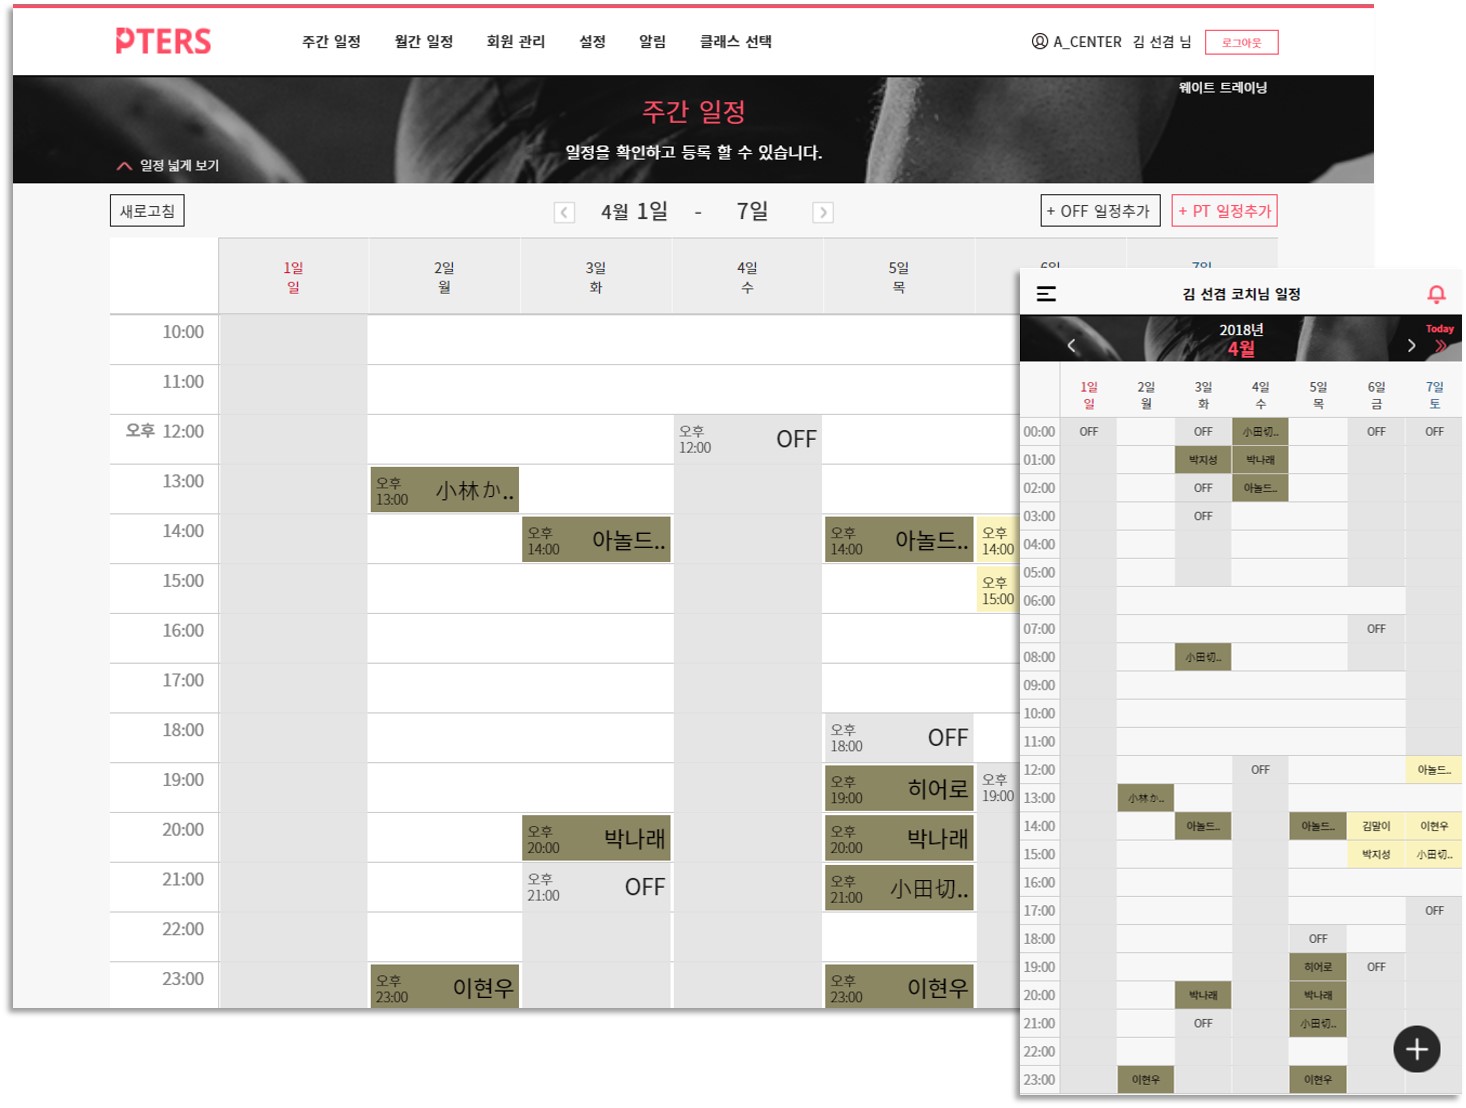 PTERS
주간 일정 월간 일정 회원 관리 설정 알림 클래스 선택
A_CENTER 김 선겸 님 로그아웃
웨이트 트레이닝
주간 일정
일정을 확인하고 등록 할 수 있습니다.
일정 넓게 보기
새로고침
4월 1일 - 7일
+ OFF 일정추가
+ PT 일정추가
1일 2일 3일 4일 5일 6일 7일
일 월 화 수 목
10:00
11:00
오후 12:00
오후
12:00 OFF
13:00
오후
13:00 小林か..
14:00
오후 오후 오후
14:00 아놀드.. 14:00 아놀드.. 14:00
15:00
오후
15:00
16:00
17:00
18:00
오후
18:00 OFF
19:00
오후 오후
19:00 히어로 19:00
20:00
오후 오후
20:00 박나래 20:00 박나래
21:00
오후 오후
21:00 OFF 21:00 小田切..
22:00
23:00
오후 오후
23:00 이현우 23:00 이현우
김 선겸 코치님 일정
2018년
4월
Today
1일 2일 3일 4일 5일 6일 7일
일 월 화 수 목 금 토
00:00 OFF OFF 小田切.. OFF OFF
01:00 박지성 박나래
02:00 OFF 아놀드..
03:00 OFF
04:00
05:00
06:00
07:00 OFF
08:00 小田切..
09:00
10:00
11:00
12:00 OFF 아놀드..
13:00 小林か..
14:00 아놀드.. 아놀드.. 김말이 이현우
15:00 박지성 小田切..
16:00
17:00 OFF
18:00 OFF
19:00 히어로 OFF
20:00 박나래 박나래
21:00 OFF 小田切..
22:00
23:00 이현우 이현우